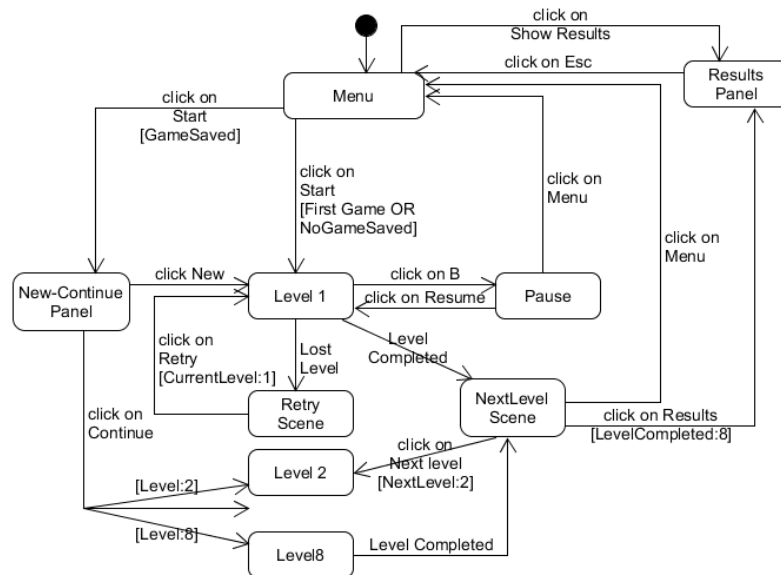 click on
Show Results
click on Esc
Menu
Results
Panel
click on
Start
[GameSaved]
click on
Start
[First Game OR
NoGameSaved]
click on
Menu
click on
Menu
New-Continue
Panel
click New
Level 1
click on B
click on Resume
Pause
click on
Retry
[CurrentLevel:1]
Lost
Level
Level
Completed
Retry
Scene
NextLevel
Scene
click on Results
[LevelCompleted:8]
click on
Continue
click on
Next level
[NextLevel:2]
Level 2
[Level:2]
[Level:8]
Level8
Level Completed